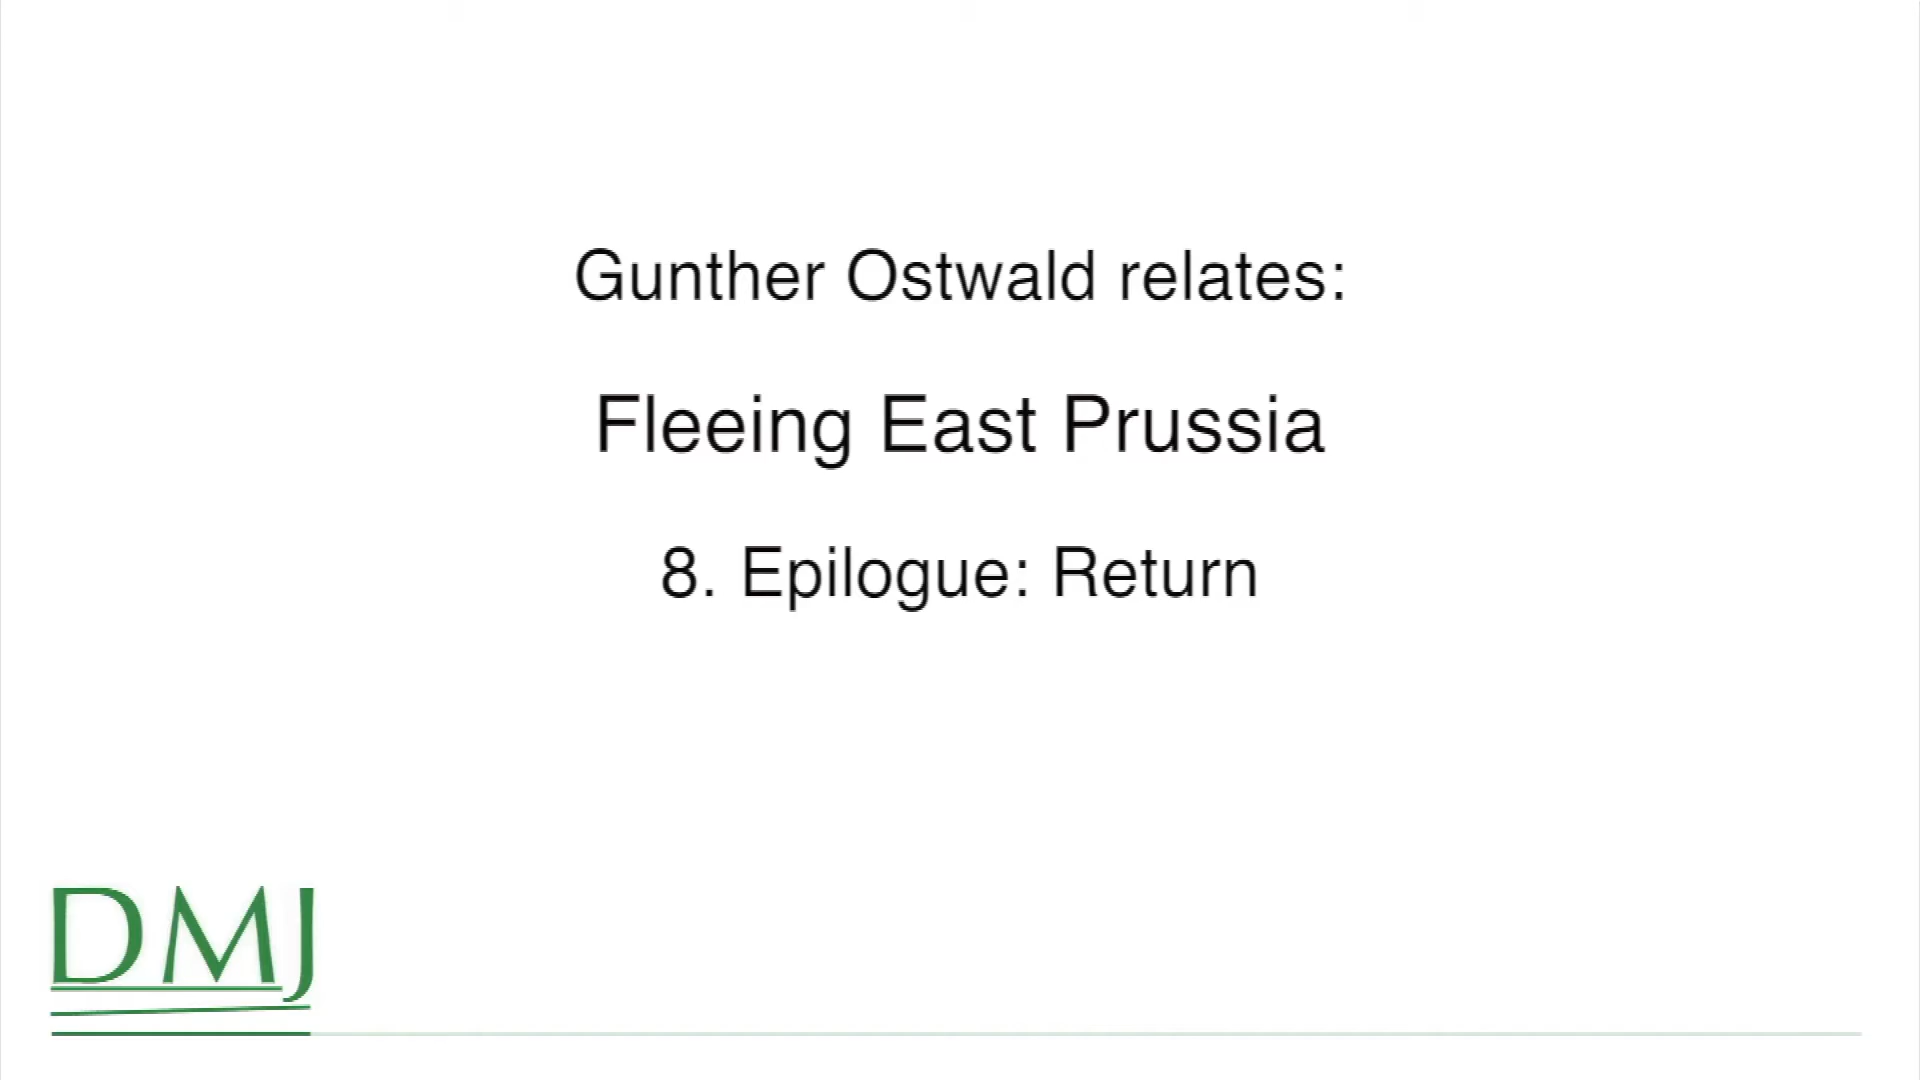 Gunther Ostwald relates:
Fleeing East Prussia
8. Epilogue: Return
DMJ